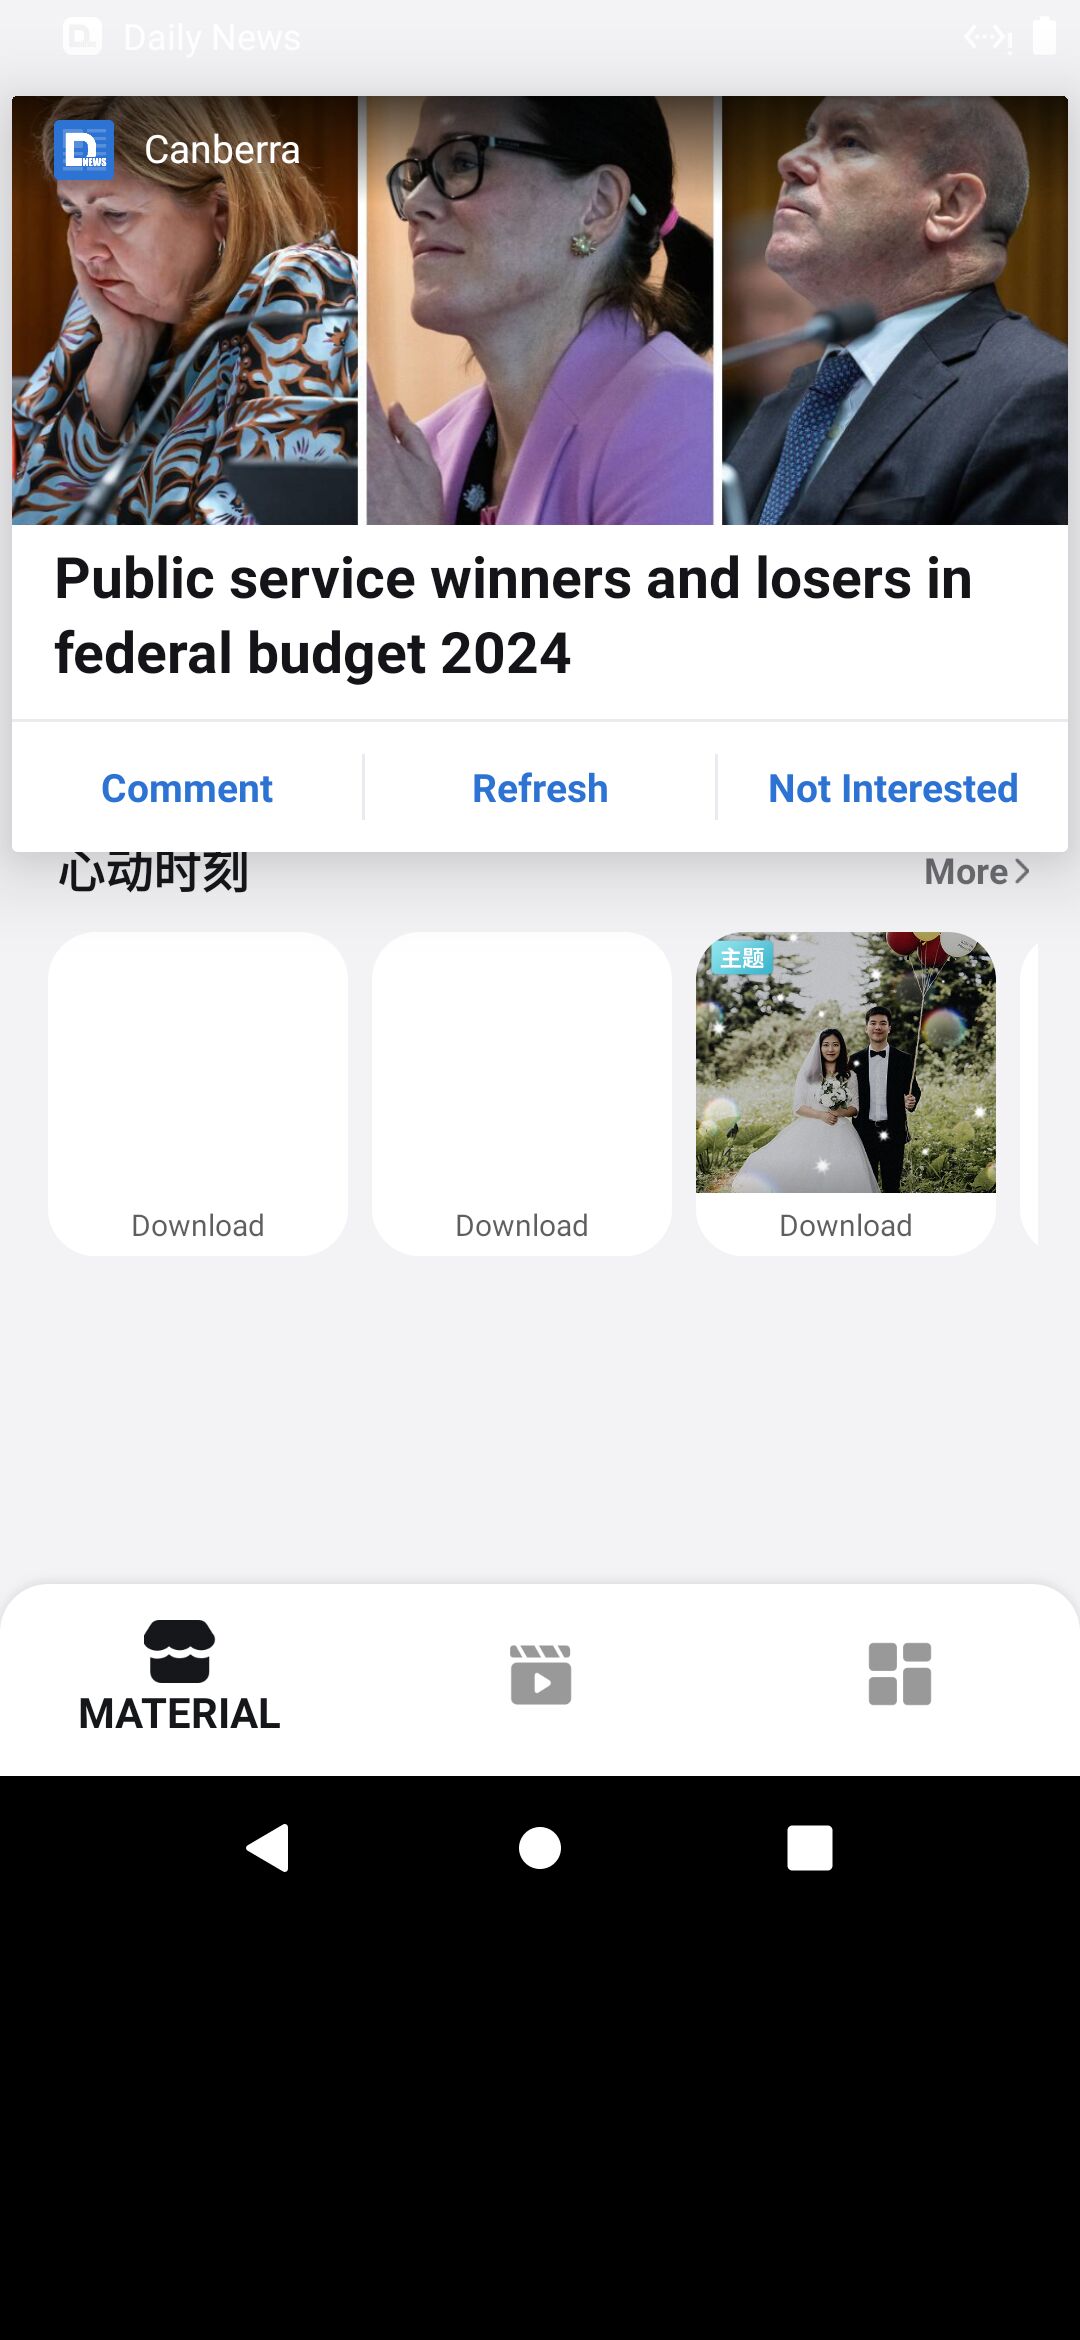 Daily News
D NEWS
Canberra
Public service winners and losers in
federal budget 2024
Comment
Refresh
Not Interested
心动时刻
More
主题
Download
Download
Download
MATERIAL